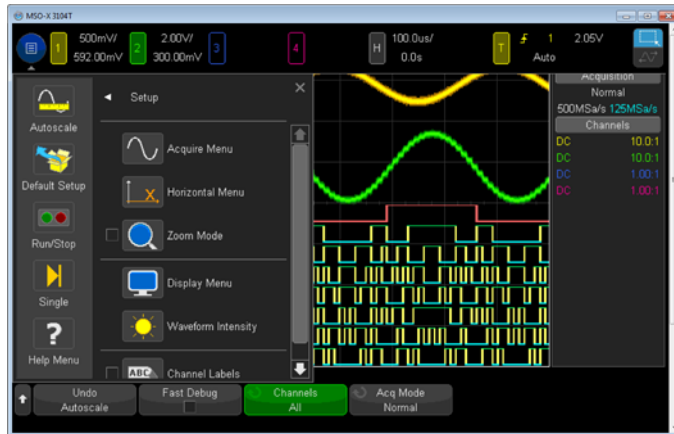 MSO-X 3104T
1 500mV/ 592.00mV 2 2.00V/ 300.00mV 3 4 H 100.0us/ 0.0s T 1 Auto 2.05V
Setup
Autoscale
Default Setup
Run/Stop
Single
Help Menu
Acquire Menu
Horizontal Menu
Zoom Mode
Display Menu
Waveform Intensity
ABC Channel Labels
Acquisition
Normal
500MSa/s 125MSa/s
Channels
DC 10.0:1
DC 10.0:1
DC 1.00:1
DC 1.00:1
Undo
Autoscale
Fast Debug
Channels
All
Acq Mode
Normal